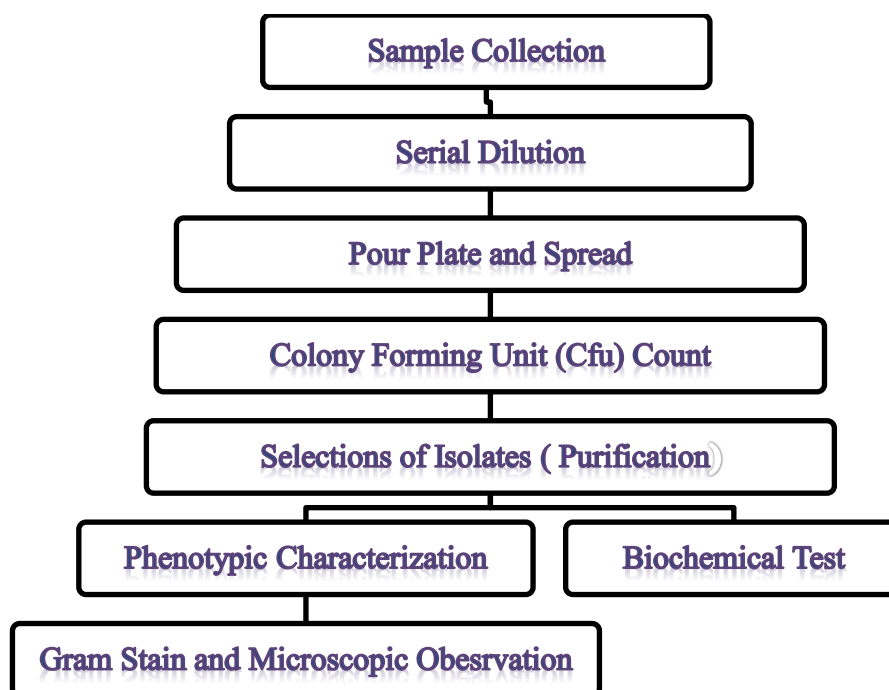 Sample Collection
Serial Dilution
Pour Plate and Spread
Colony Forming Unit (Cfu) Count
Selections of Isolates ( Purification)
Phenotypic Characterization
Biochemical Test
Gram Stain and Microscopic Obesrvation